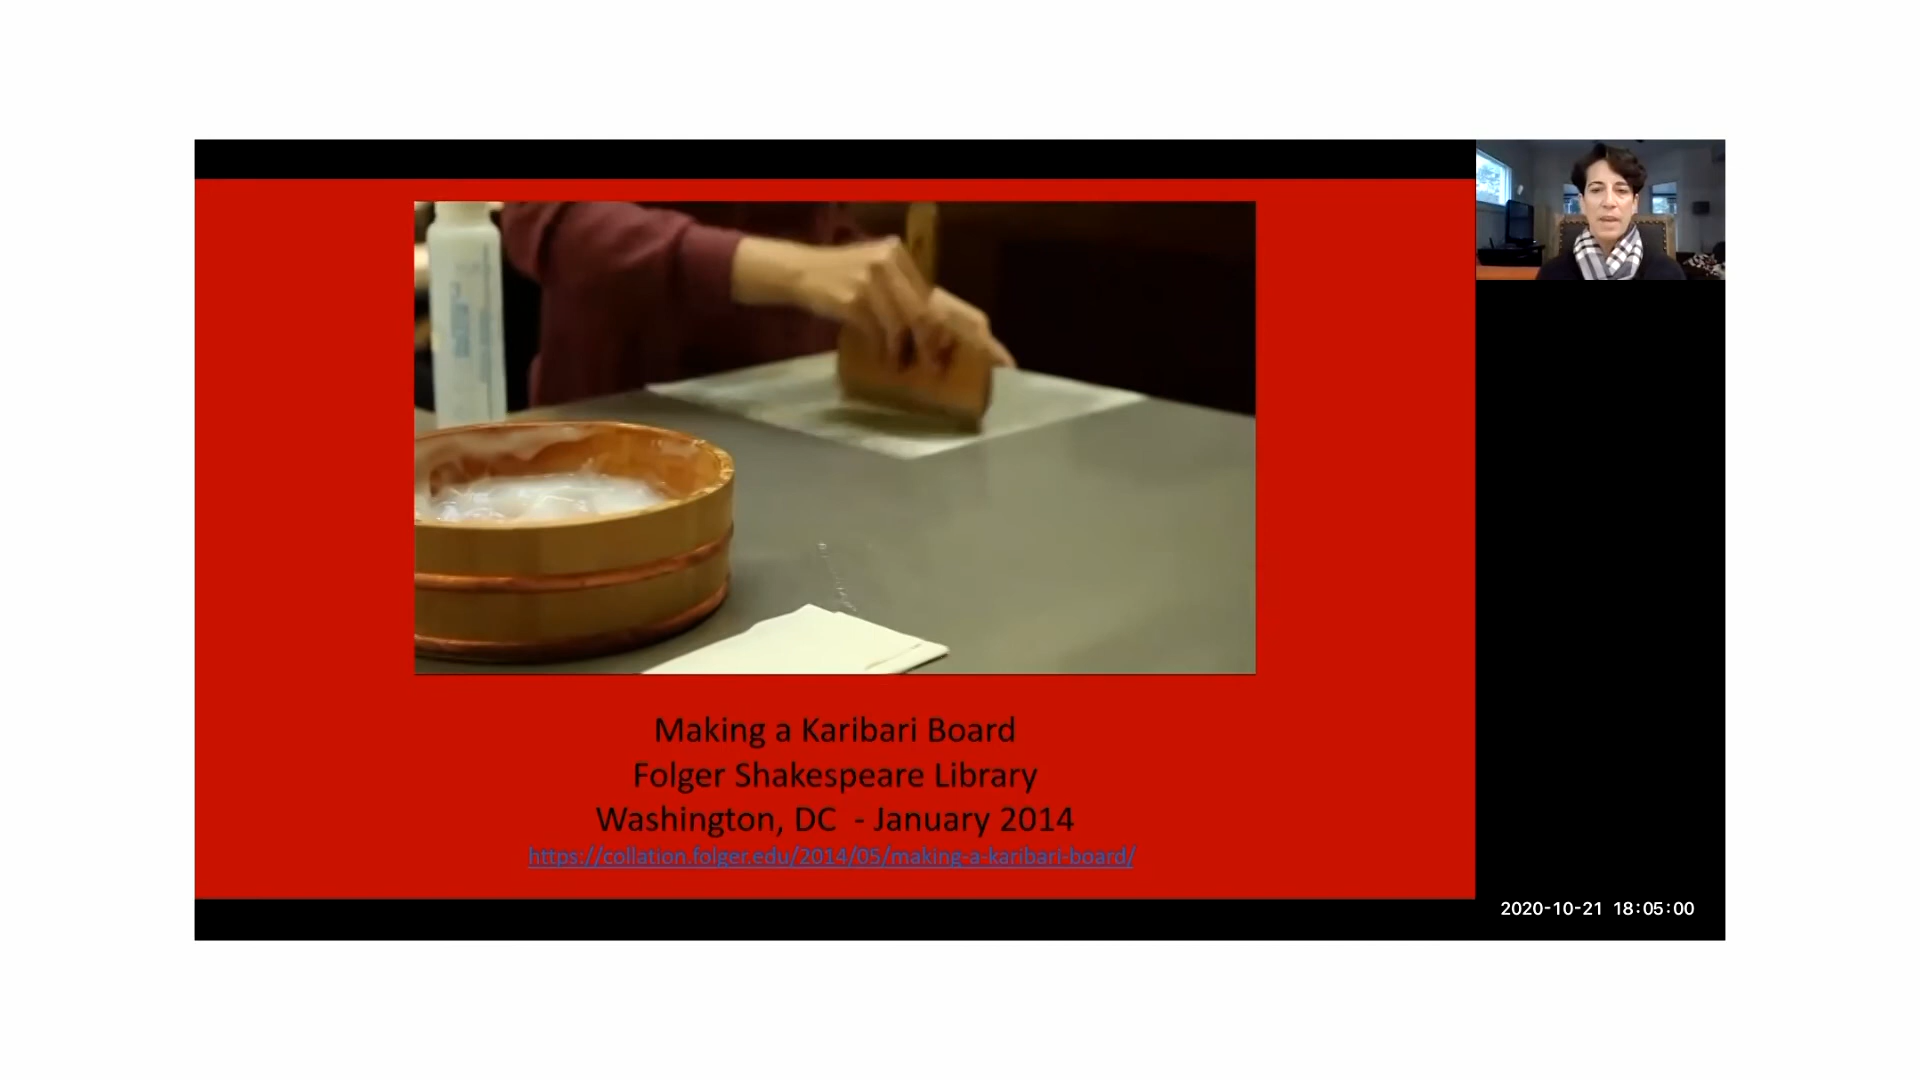 Making a Karibari Board
Folger Shakespeare Library
Washington, DC - January 2014
https://collation.folger.edu/2014/05/making-a-karibari-board/
2020-10-21 18:05:00